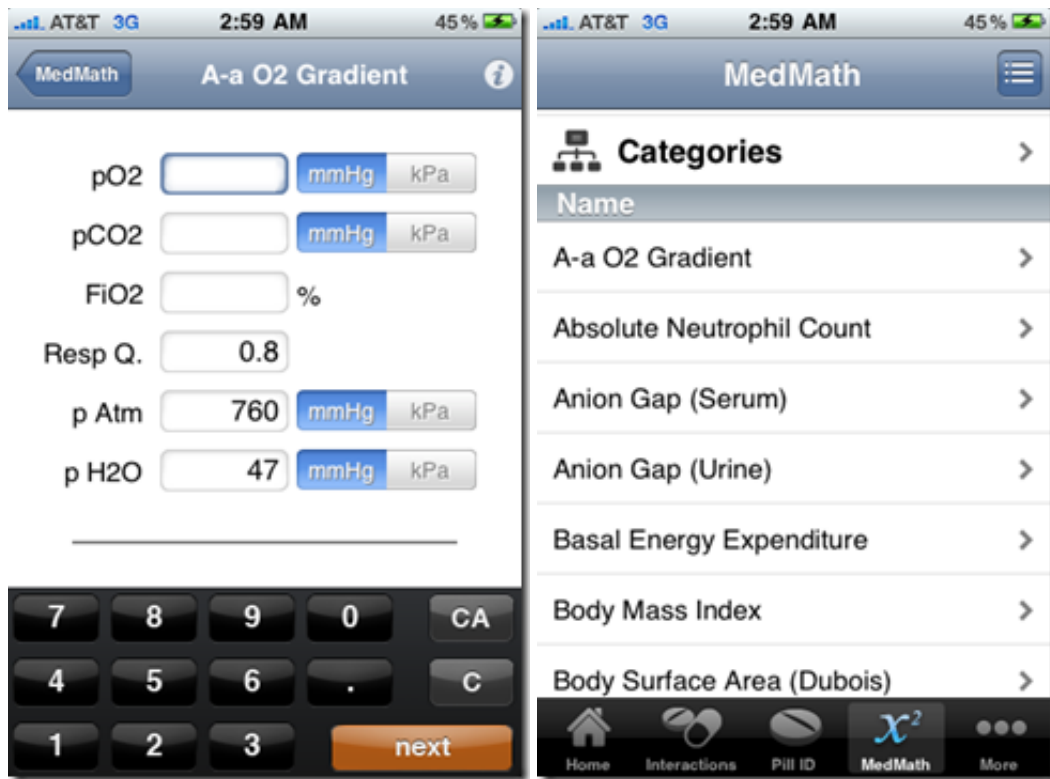 AT&T 3G 2:59 AM 45%
MedMath A-a O2 Gradient i
pO2 mmHg kPa
pCO2 mmHg kPa
FiO2 %
Resp Q. 0.8
p Atm 760 mmHg kPa
p H2O 47 mmHg kPa
7 8 9 0 CA
4 5 6 . C
1 2 3 next
AT&T 3G 2:59 AM 45%
MedMath
Categories
Name
A-a O2 Gradient
Absolute Neutrophil Count
Anion Gap (Serum)
Anion Gap (Urine)
Basal Energy Expenditure
Body Mass Index
Body Surface Area (Dubois)
x²
Home Interactions Pill ID MedMath More